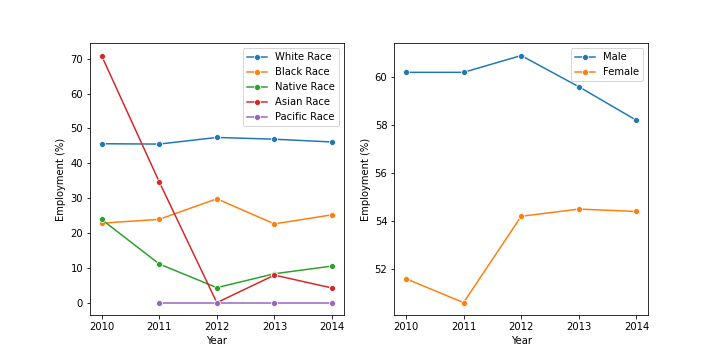 Employment (%)
70
60
50
40
30
20
10
0
2010 2011 2012 2013 2014
Year
White Race
Black Race
Native Race
Asian Race
Pacific Race
Employment (%)
60
58
56
54
52
2010 2011 2012 2013 2014
Year
Male
Female